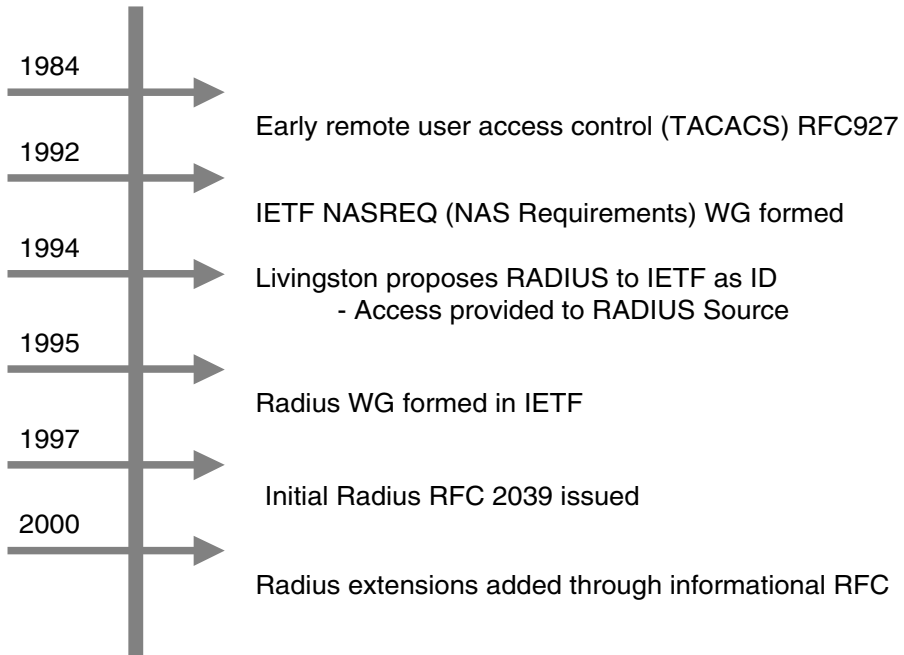 1984
Early remote user access control (TACACS) RFC927
1992
IETF NASREQ (NAS Requirements) WG formed
1994
Livingston proposes RADIUS to IETF as ID
- Access provided to RADIUS Source
1995
Radius WG formed in IETF
1997
Initial Radius RFC 2039 issued
2000
Radius extensions added through informational RFC